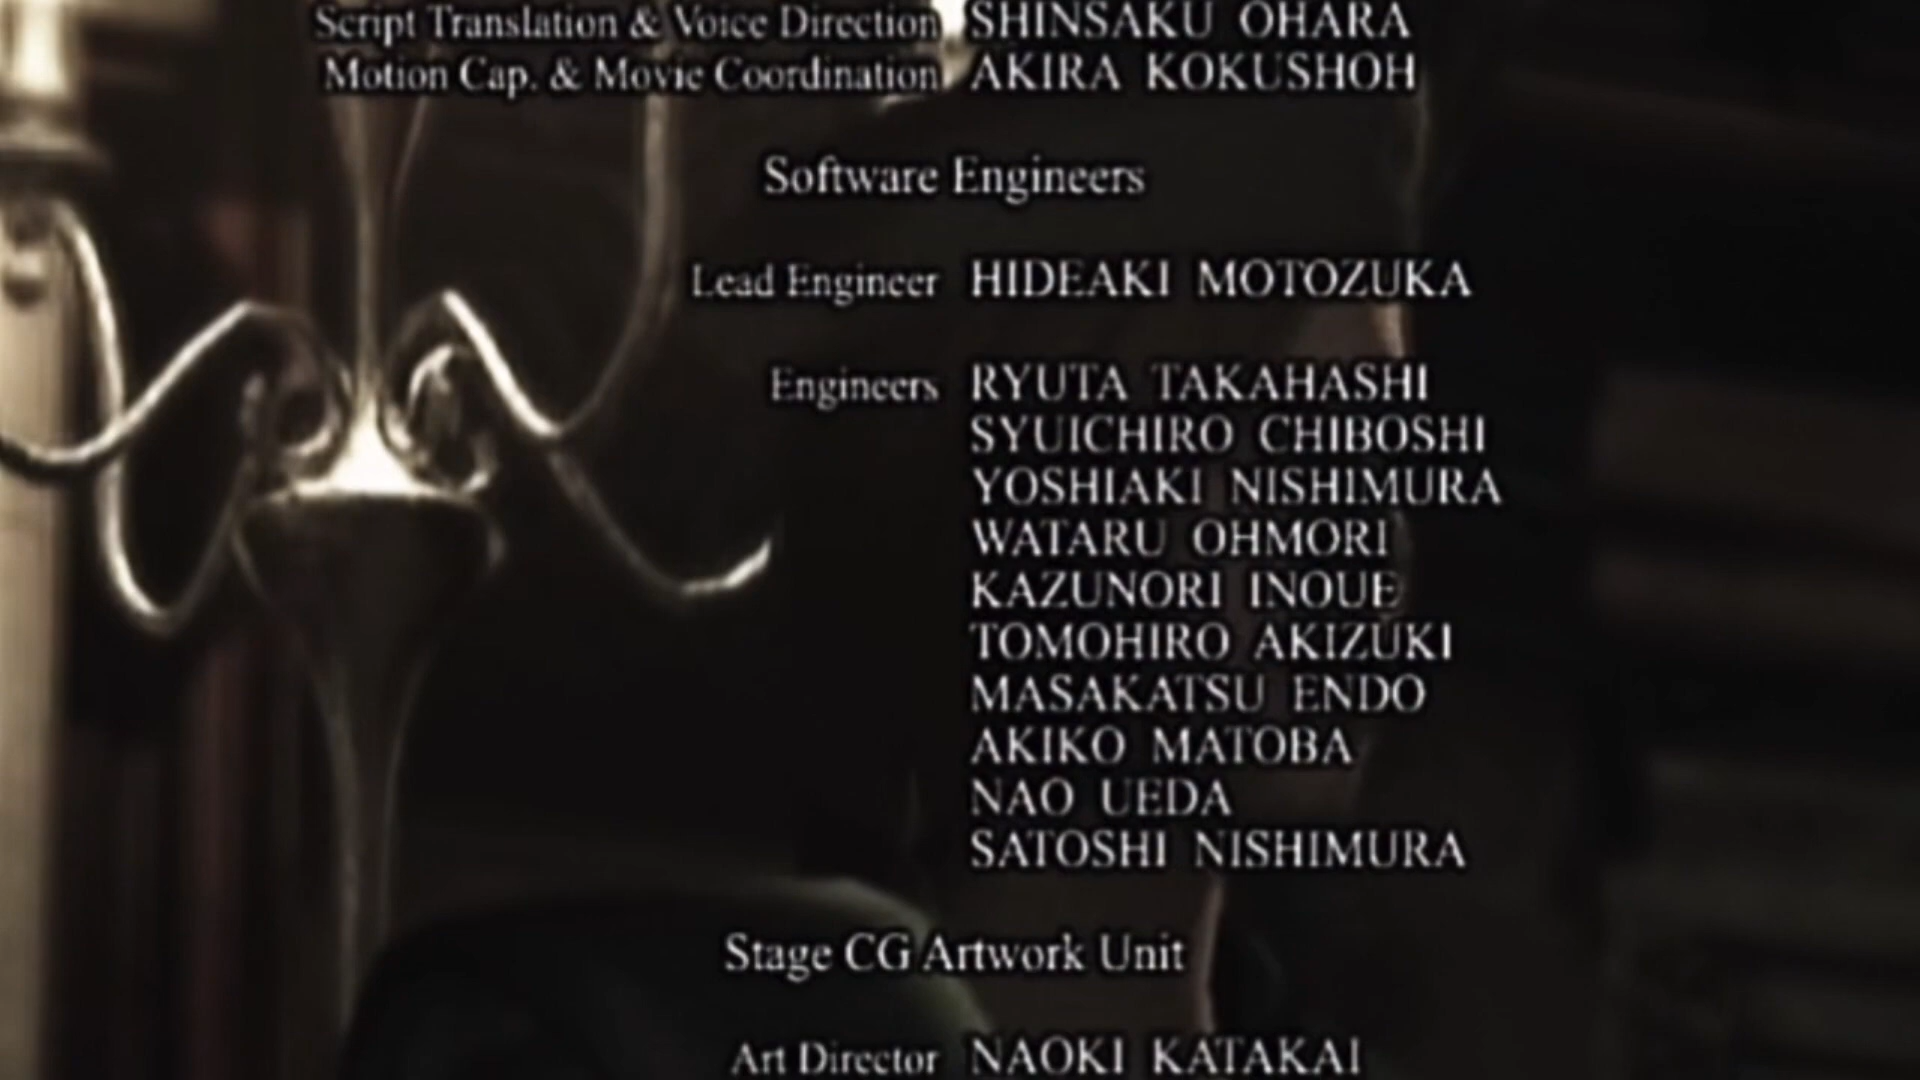 Script Translation & Voice Direction SHINSAKU OHARA
Motion Cap. & Movie Coordination AKIRA KOKUSHOH
Software Engineers
Lead Engineer HIDEAKI MOTOZUKA
Engineers RYUTA TAKAHASHI
SYUICHIRO CHIBOSHI
YOSHIAKI NISHIMURA
WATARU OHMORI
KAZUNORI INOUE
TOMOHIRO AKIZUKI
MASAKATSU ENDO
AKIKO MATOBA
NAO UEDA
SATOSHI NISHIMURA
Stage CG Artwork Unit
Art Director NAOKI KATAKAI